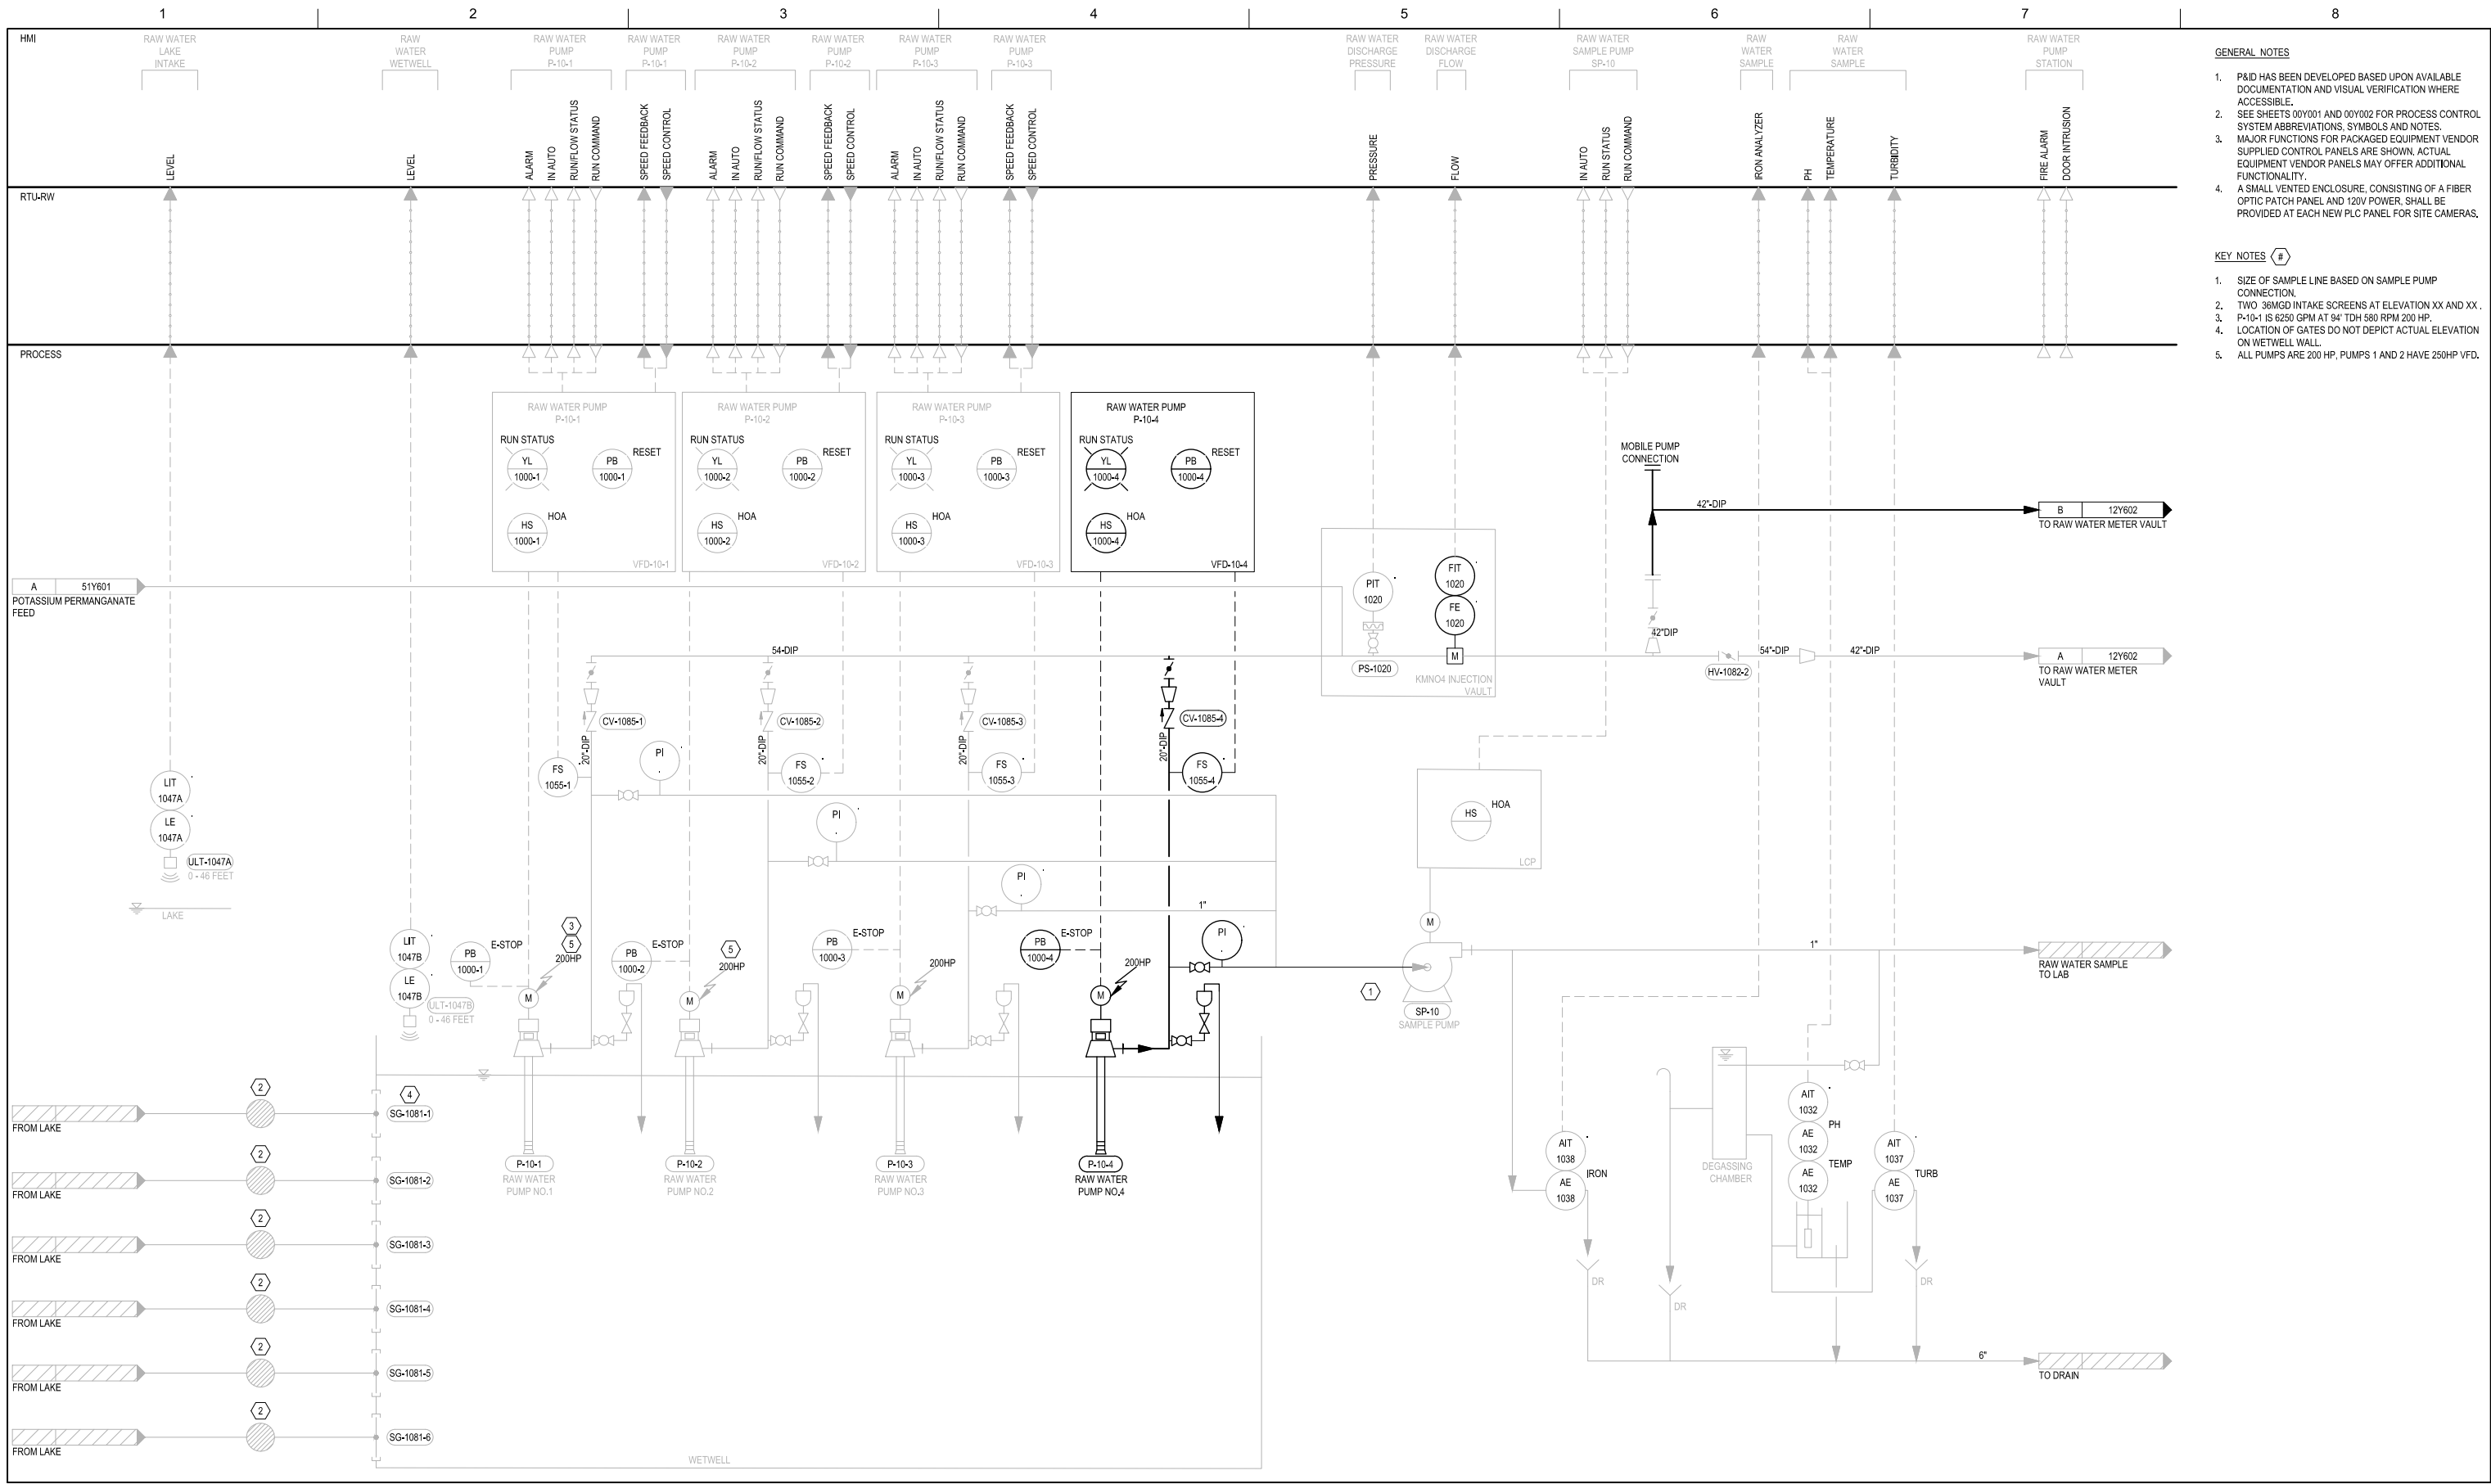 1 2 3 4 5 6 7 8
HMI
RAW WATER
LAKE
INTAKE
RAW
WATER
WETWELL
RAW WATER
PUMP
P-10-1
RAW WATER
PUMP
P-10-1
RAW WATER
PUMP
P-10-2
RAW WATER
PUMP
P-10-2
RAW WATER
PUMP
P-10-3
RAW WATER
PUMP
P-10-3
RAW WATER
DISCHARGE
PRESSURE
RAW WATER
DISCHARGE
FLOW
RAW WATER
SAMPLE PUMP
SP-10
RAW
WATER
SAMPLE
RAW
WATER
SAMPLE
RAW WATER
PUMP
STATION
LEVEL
LEVEL
ALARM
IN AUTO
RUN/FLOW STATUS
RUN COMMAND
SPEED FEEDBACK
SPEED CONTROL
ALARM
IN AUTO
RUN/FLOW STATUS
RUN COMMAND
SPEED FEEDBACK
SPEED CONTROL
ALARM
IN AUTO
RUN/FLOW STATUS
RUN COMMAND
SPEED FEEDBACK
SPEED CONTROL
PRESSURE
FLOW
IN AUTO
RUN STATUS
RUN COMMAND
IRON ANALYZER
PH
TEMPERATURE
TURBIDITY
FIRE ALARM
DOOR INTRUSION
GENERAL NOTES
1. P&ID HAS BEEN DEVELOPED BASED UPON AVAILABLE
DOCUMENTATION AND VISUAL VERIFICATION WHERE
ACCESSIBLE.
2. SEE SHEETS 00Y001 AND 00Y002 FOR PROCESS CONTROL
SYSTEM ABBREVIATIONS, SYMBOLS AND NOTES.
3. MAJOR FUNCTIONS FOR PACKAGED EQUIPMENT VENDOR
SUPPLIED CONTROL PANELS ARE SHOWN, ACTUAL
EQUIPMENT VENDOR PANELS MAY OFFER ADDITIONAL
FUNCTIONALITY.
4. A SMALL VENTED ENCLOSURE, CONSISTING OF A FIBER
OPTIC PATCH PANEL AND 120V POWER, SHALL BE
PROVIDED AT EACH NEW PLC PANEL FOR SITE CAMERAS.
KEY NOTES #
1. SIZE OF SAMPLE LINE BASED ON SAMPLE PUMP
CONNECTION.
2. TWO 36MGD INTAKE SCREENS AT ELEVATION XX AND XX .
3. P-10-1 IS 6250 GPM AT 94' TDH 580 RPM 200 HP.
4. LOCATION OF GATES DO NOT DEPICT ACTUAL ELEVATION
ON WETWELL WALL.
5. ALL PUMPS ARE 200 HP, PUMPS 1 AND 2 HAVE 250HP VFD.
RTU-RW
PROCESS
RAW WATER PUMP
P-10-1
RUN STATUS
YL
1000-1
PB
1000-1
RESET
HS
1000-1
HOA
VFD-10-1
RAW WATER PUMP
P-10-2
RUN STATUS
YL
1000-2
PB
1000-2
RESET
HS
1000-2
HOA
VFD-10-2
RAW WATER PUMP
P-10-3
RUN STATUS
YL
1000-3
PB
1000-3
RESET
HS
1000-3
HOA
VFD-10-3
RAW WATER PUMP
P-10-4
RUN STATUS
YL
1000-4
PB
1000-4
RESET
HS
1000-4
HOA
VFD-10-4
MOBILE PUMP
CONNECTION
42"-DIP
B 12Y602
TO RAW WATER METER VAULT
A 51Y601
POTASSIUM PERMANGANATE
FEED
PIT
1020
FIT
1020
FE
1020
M
PS-1020
KMNO4 INJECTION
VAULT
42"DIP
54-DIP
54"-DIP
42"-DIP
HV-1082-2
A 12Y602
TO RAW WATER METER
VAULT
CV-1085-1
CV-1085-2
CV-1085-3
CV-1085-4
20"-DIP
20"-DIP
20"-DIP
20"-DIP
FS
1055-1
PI
FS
1055-2
FS
1055-3
FS
1055-4
PI
PI
1"
PI
LIT
1047A
LE
1047A
ULT-1047A
0 - 46 FEET
LAKE
HS
HOA
LCP
M
LIT
1047B
LE
1047B
ULT-1047B
0 - 46 FEET
PB
1000-1
E-STOP
3
5
200HP
M
PB
1000-2
E-STOP
5
200HP
M
PB
1000-3
E-STOP
200HP
M
PB
1000-4
E-STOP
200HP
M
1
SP-10
SAMPLE PUMP
1"
RAW WATER SAMPLE
TO LAB
2
4
SG-1081-1
FROM LAKE
2
SG-1081-2
FROM LAKE
2
SG-1081-3
FROM LAKE
2
SG-1081-4
FROM LAKE
2
SG-1081-5
FROM LAKE
2
SG-1081-6
FROM LAKE
P-10-1
RAW WATER
PUMP NO.1
P-10-2
RAW WATER
PUMP NO.2
P-10-3
RAW WATER
PUMP NO.3
P-10-4
RAW WATER
PUMP NO.4
WETWELL
AIT
1038
AE
1038
IRON
DR
DEGASSING
CHAMBER
DR
AIT
1032
AE
1032
PH
AE
1032
TEMP
AIT
1037
AE
1037
TURB
DR
6"
TO DRAIN